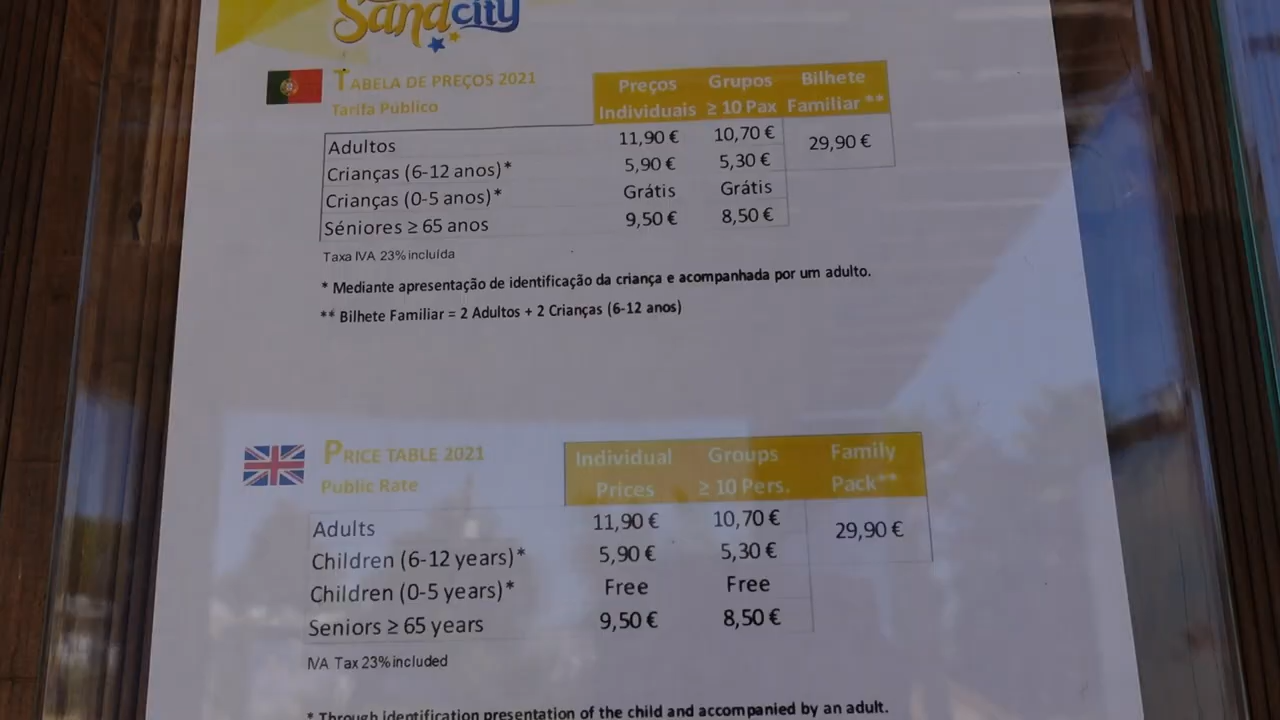 Sandcity
TABELA DE PREÇOS 2021
Tarifa Público
Preços Individuais Grupos ≥ 10 Pax Bilhete Familiar **
Adultos 11,90 € 10,70 € 29,90 €
Crianças (6-12 anos)* 5,90 € 5,30 €
Crianças (0-5 anos)* Grátis Grátis
Séniores ≥ 65 anos 9,50 € 8,50 €
Taxa IVA 23% incluída
* Mediante apresentação de identificação da criança e acompanhada por um adulto.
** Bilhete Familiar = 2 Adultos + 2 Crianças (6-12 anos)
PRICE TABLE 2021
Public Rate
Individual Prices Groups ≥ 10 Pers. Family Pack**
Adults 11,90 € 10,70 € 29,90 €
Children (6-12 years)* 5,90 € 5,30 €
Children (0-5 years)* Free Free
Seniors ≥ 65 years 9,50 € 8,50 €
IVA Tax 23% included
* Through identification presentation of the child and accompanied by an adult.